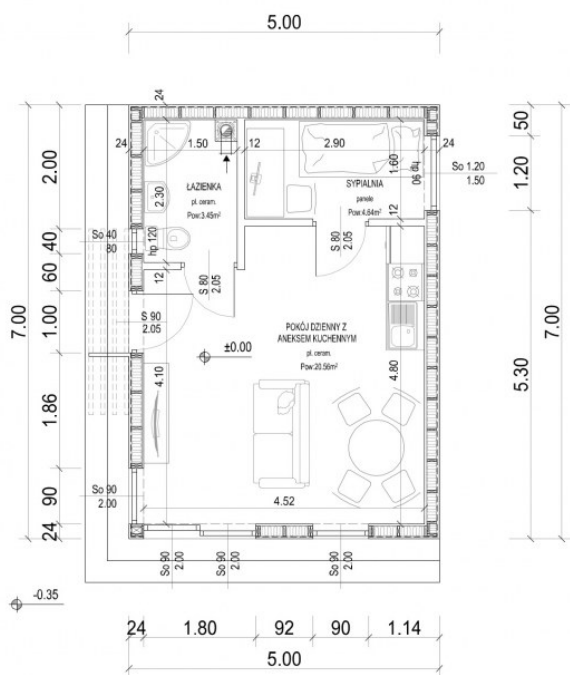 5.00
24
7.00
2.00
24
1.50
12
2.90
24
50
1.20
1.60
hp 90
So 1.20
1.50
ŁAZIENKA
pł. ceram.
Pow:3.45m²
2.30
SYPIALNIA
panele
Pow:4.64m²
12
So 40
80
hp 120
40
60
12
S 80
2.05
S 80
2.05
1.00
S 90
2.05
±0.00
POKÓJ DZIENNY Z
ANEKSEM KUCHENNYM
pł. ceram.
Pow:20.56m²
7.00
5.30
4.10
4.80
1.86
So 90
2.00
90
4.52
24
So 90
2.00
So 90
2.00
So 90
2.00
-0.35
24
1.80
92
90
1.14
5.00